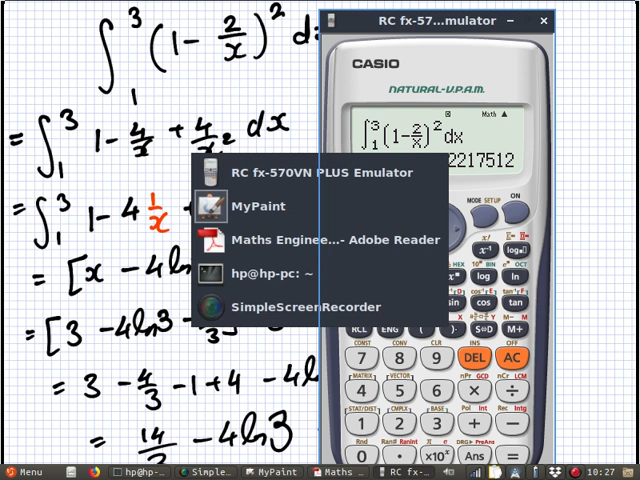 ∫₁³ (1 - 2/x)² d
= ∫₁³ 1 - 4/x + 4/x² dx
= ∫₁³ 1 - 4 1/x +
= [x - 4ln
= [3 - 4ln3 -
= 3 - 4/3 - 1 + 4 - 4l
= 14/3 - 4ln3
RC fx-57...mulator
CASIO
NATURAL-V.P.A.M.
Math
∫₁³(1-2/X)²dx
2217512
RC fx-570VN PLUS Emulator
MyPaint
Maths Enginee...- Adobe Reader
hp@hp-pc: ~
SimpleScreenRecorder
MODE SETUP ON
x! 
x⁻¹ log
log ln
sin cos tan
RCL ENG ( ) S⇔D M+
CONST CONV CLR INS OFF
7 8 9 DEL AC
MATRIX VECTOR nPr GCD nCr LCM
4 5 6 × ÷
STAT/DIST CMPLX BASE Pol Int Rec Intg
1 2 3 + -
Rnd Ran# RanInt π e DRG▶ PreAns
0 . ×10ˣ Ans =
Menu hp@hp-... Simple... MyPaint Maths ... RC fx-5... 10:27